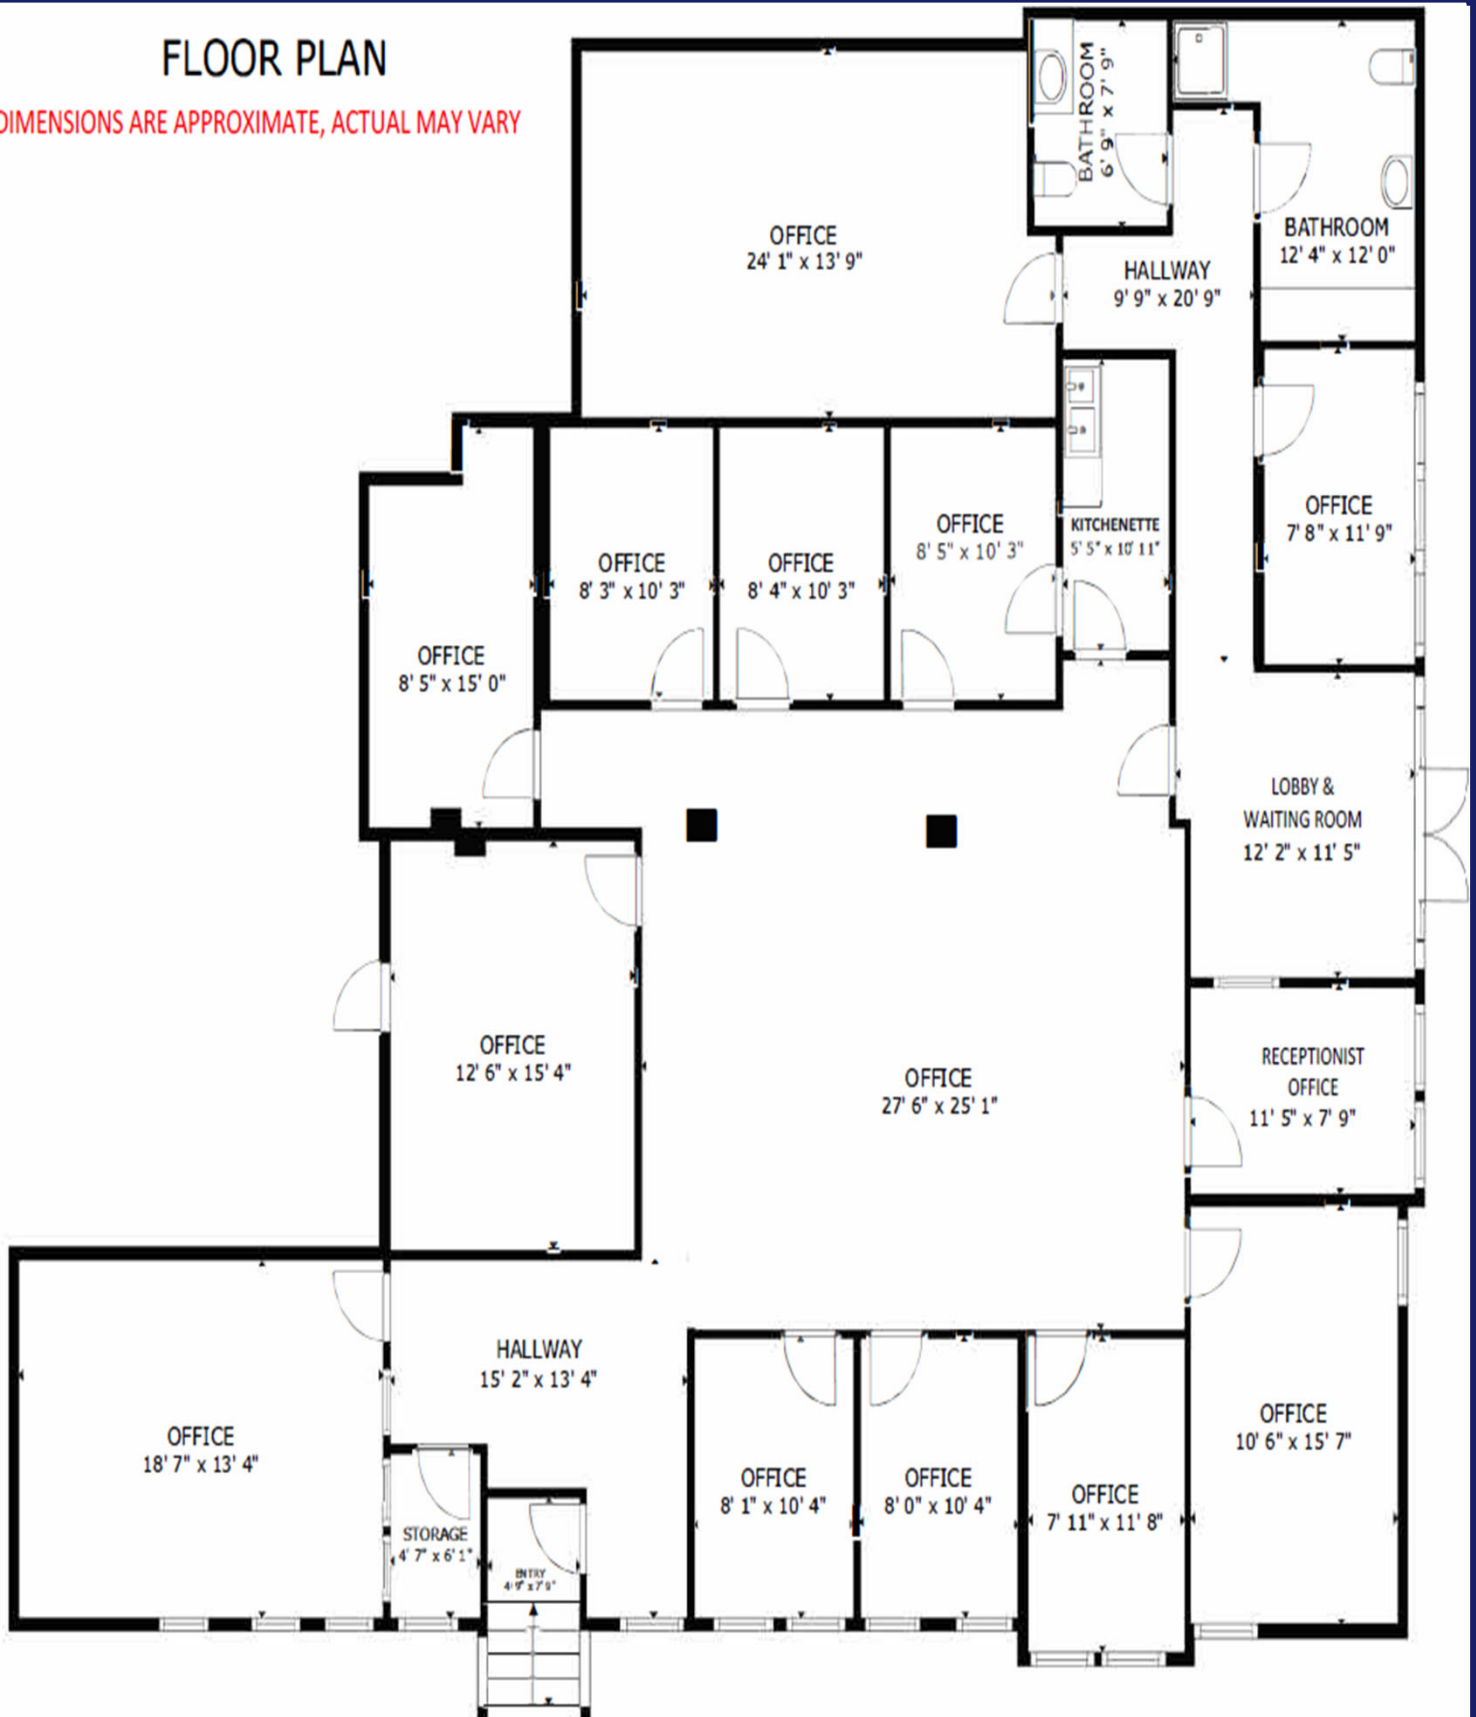 FLOOR PLAN
DIMENSIONS ARE APPROXIMATE, ACTUAL MAY VARY
BATHROOM
6' 9" x 7' 9"
OFFICE
24' 1" x 13' 9"
BATHROOM
12' 4" x 12' 0"
HALLWAY
9' 9" x 20' 9"
OFFICE
7' 8" x 11' 9"
KITCHENETTE
5' 5" x 10' 11"
OFFICE
8' 5" x 10' 3"
OFFICE
8' 3" x 10' 3"
OFFICE
8' 4" x 10' 3"
OFFICE
8' 5" x 15' 0"
LOBBY &
WAITING ROOM
12' 2" x 11' 5"
OFFICE
12' 6" x 15' 4"
OFFICE
27' 6" x 25' 1"
RECEPTIONIST
OFFICE
11' 5" x 7' 9"
HALLWAY
15' 2" x 13' 4"
OFFICE
18' 7" x 13' 4"
OFFICE
10' 6" x 15' 7"
OFFICE
8' 1" x 10' 4"
OFFICE
8' 0" x 10' 4"
OFFICE
7' 11" x 11' 8"
STORAGE
4' 7" x 6' 1"
ENTRY
4' 9" x 7' 9"